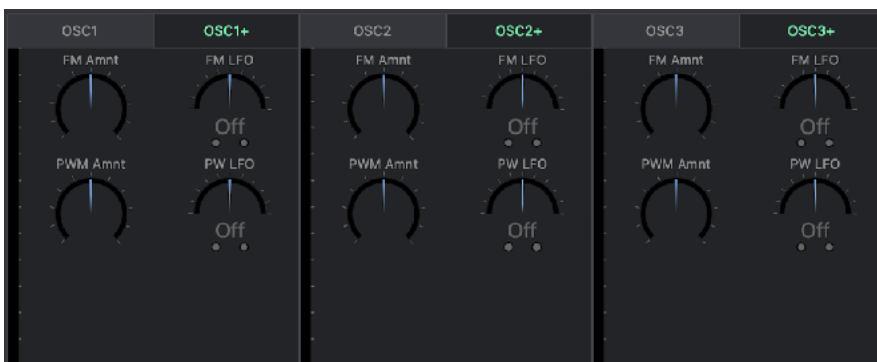 OSC1 OSC1+ OSC2 OSC2+ OSC3 OSC3+
FM Amnt FM LFO FM Amnt FM LFO FM Amnt FM LFO
Off Off Off
PWM Amnt PW LFO PWM Amnt PW LFO PWM Amnt PW LFO
Off Off Off